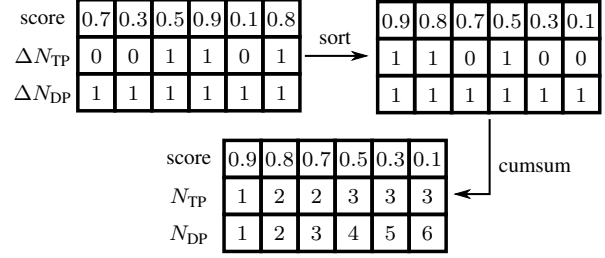 score 0.7 0.3 0.5 0.9 0.1 0.8
ΔN_TP 0 0 1 1 0 1
ΔN_DP 1 1 1 1 1 1
sort
0.9 0.8 0.7 0.5 0.3 0.1
1 1 0 1 0 0
1 1 1 1 1 1
cumsum
score 0.9 0.8 0.7 0.5 0.3 0.1
N_TP 1 2 2 3 3 3
N_DP 1 2 3 4 5 6